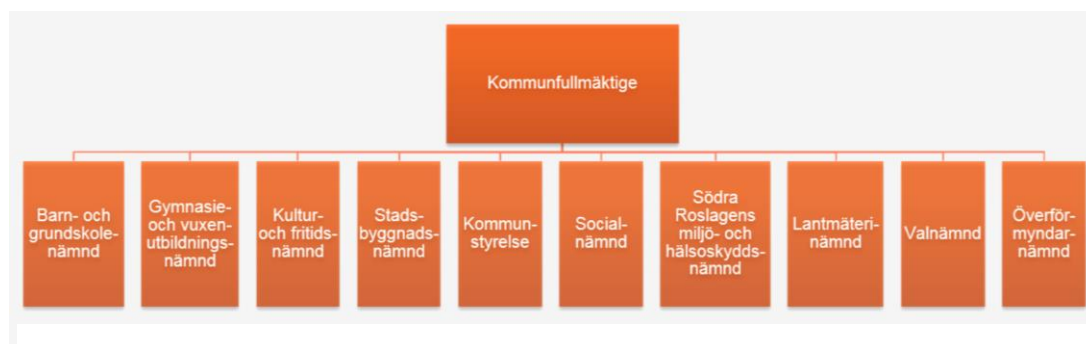 Kommunfullmäktige
Barn- och
grundskole-
nämnd
Gymnasie-
och vuxen-
utbildnings-
nämnd
Kultur-
och fritids-
nämnd
Stads-
byggnads-
nämnd
Kommun-
styrelse
Social-
nämnd
Södra
Roslagens
miljö- och
hälsoskydds-
nämnd
Lantmäteri-
nämnd
Valnämnd
Överför-
myndar-
nämnd